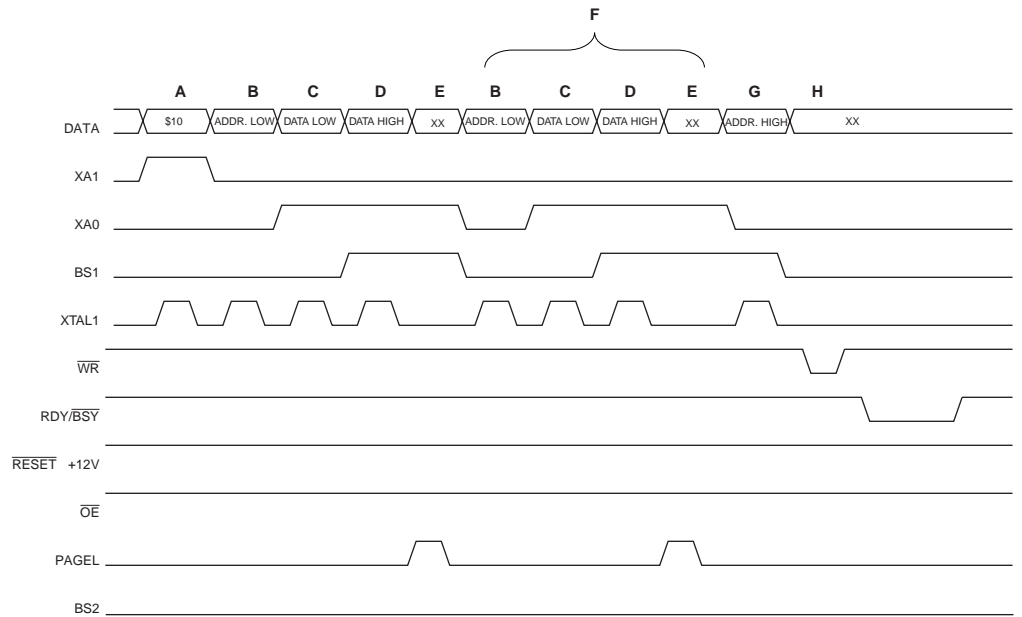 F
A B C D E B C D E G H
DATA $10 ADDR. LOW DATA LOW DATA HIGH XX ADDR. LOW DATA LOW DATA HIGH XX ADDR. HIGH XX
XA1
XA0
BS1
XTAL1
WR
RDY/BSY
RESET +12V
OE
PAGEL
BS2